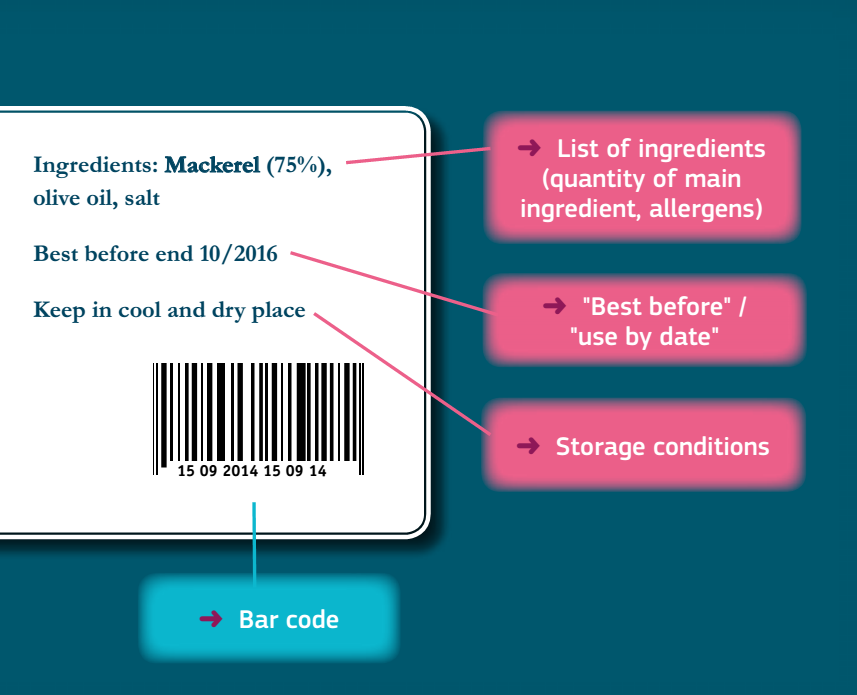 Ingredients: Mackerel (75%),
olive oil, salt
Best before end 10/2016
Keep in cool and dry place
15 09 2014 15 09 14
➜ List of ingredients
(quantity of main
ingredient, allergens)
➜ "Best before" /
"use by date"
➜ Storage conditions
➜ Bar code